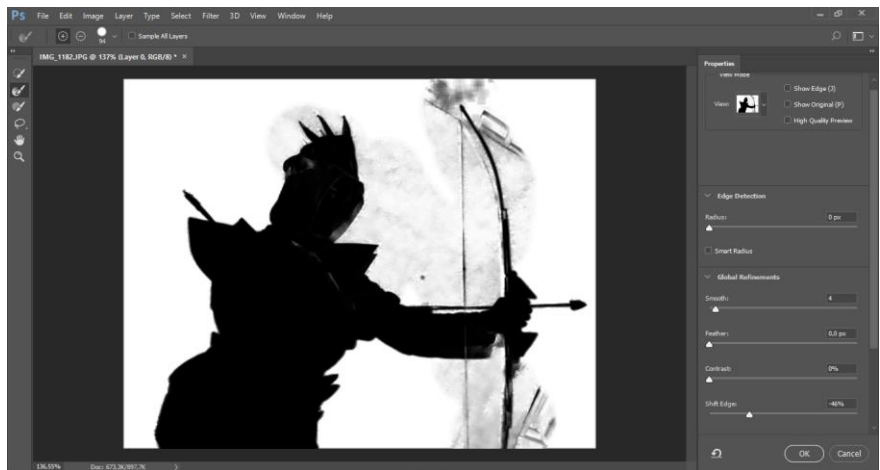 Ps File Edit Image Layer Type Select Filter 3D View Window Help
94 Sample All Layers
IMG_1182.JPG @ 137% (Layer 0, RGB/8) * ×
Properties
View Mode
Show Edge (J)
View: Show Original (P)
High Quality Preview
Edge Detection
Radius: 0 px
Smart Radius
Global Refinements
Smooth: 4
Feather: 0,0 px
Contrast: 0%
Shift Edge: -46%
OK Cancel
136.55% Doc: 673,3K/897,7K